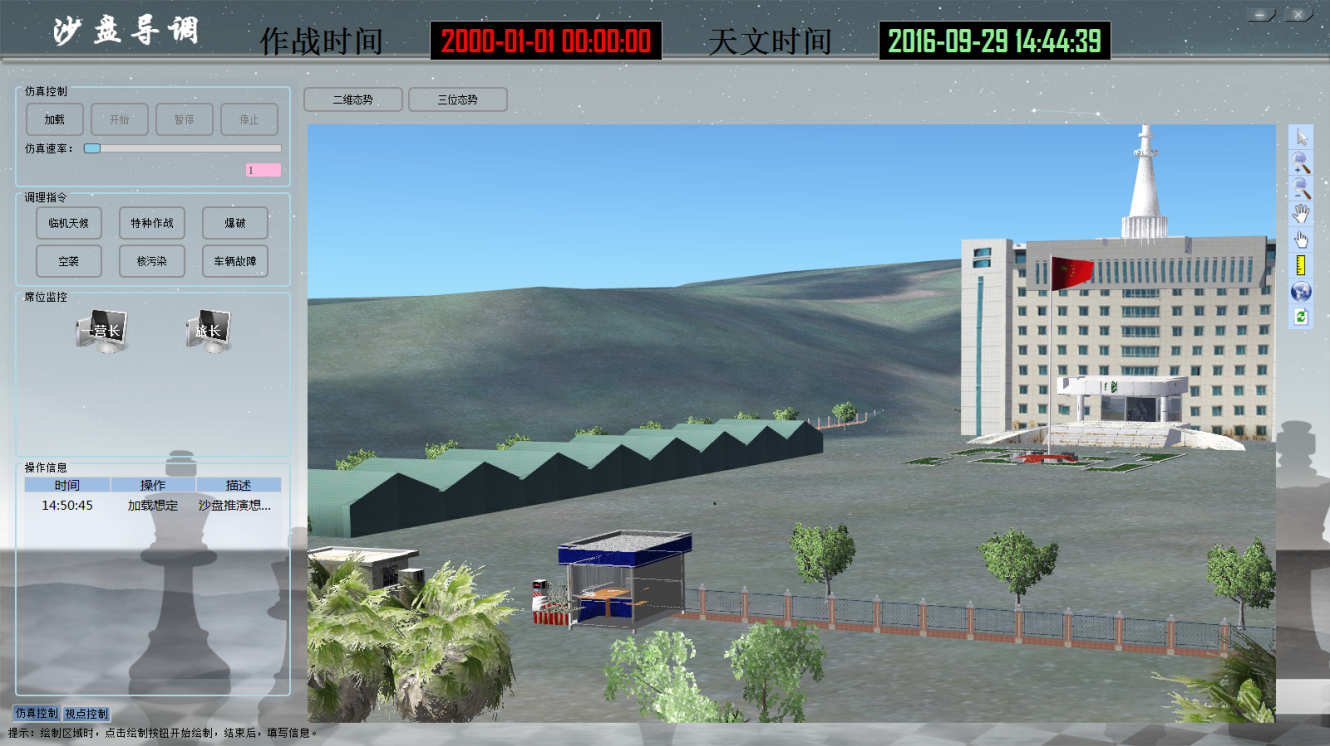 沙盘导调
作战时间 2000-01-01 00:00:00 天文时间 2016-09-29 14:44:39
仿真控制
加载 开始 暂停 停止
仿真速率：
1
二维态势 三位态势
调理指令
临机天候 特种作战 爆破
空袭 核污染 车辆故障
席位监控
一营长 旅长
操作信息
时间 操作 描述
14:50:45 加载想定 沙盘推演想...
仿真控制 视点控制
提示：绘制区域时，点击绘制按钮开始绘制，结束后，填写信息。